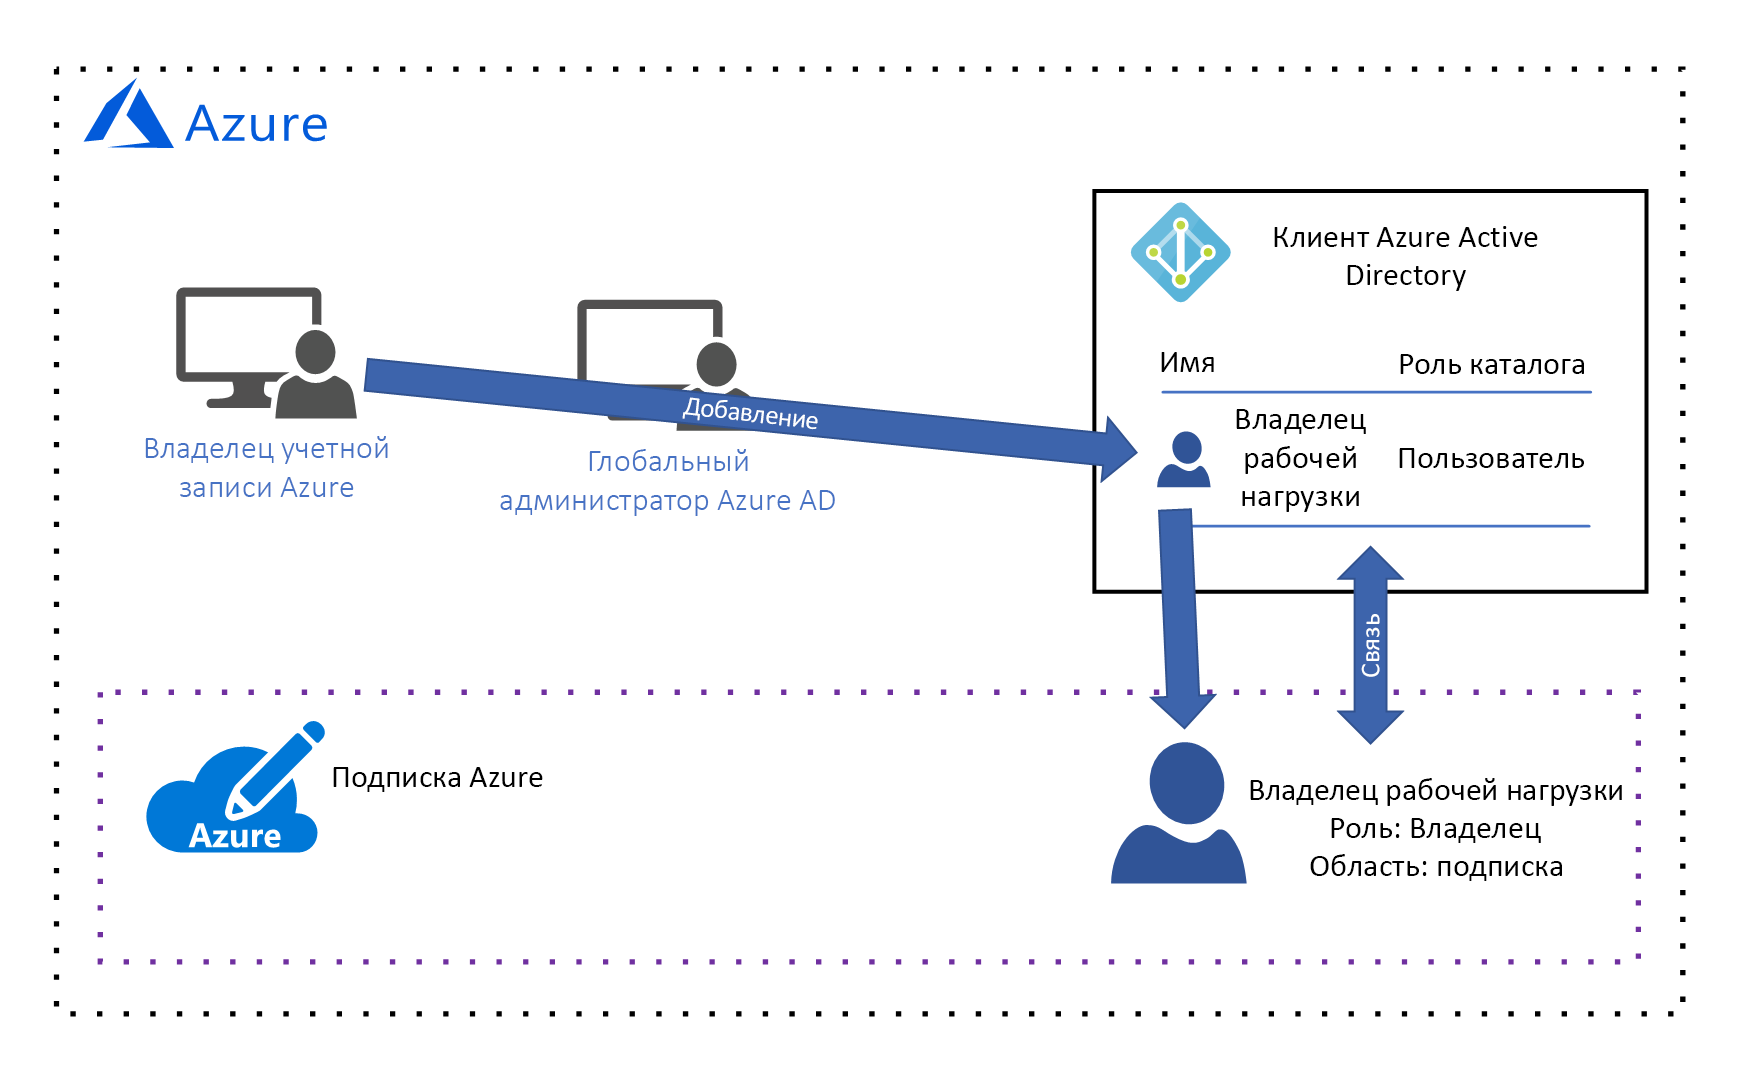 Azure
Клиент Azure Active
Directory
Имя
Роль каталога
Владелец
рабочей
нагрузки
Пользователь
Добавление
Владелец учетной
записи Azure
Глобальный
администратор Azure AD
Связь
Azure
Подписка Azure
Владелец рабочей нагрузки
Роль: Владелец
Область: подписка